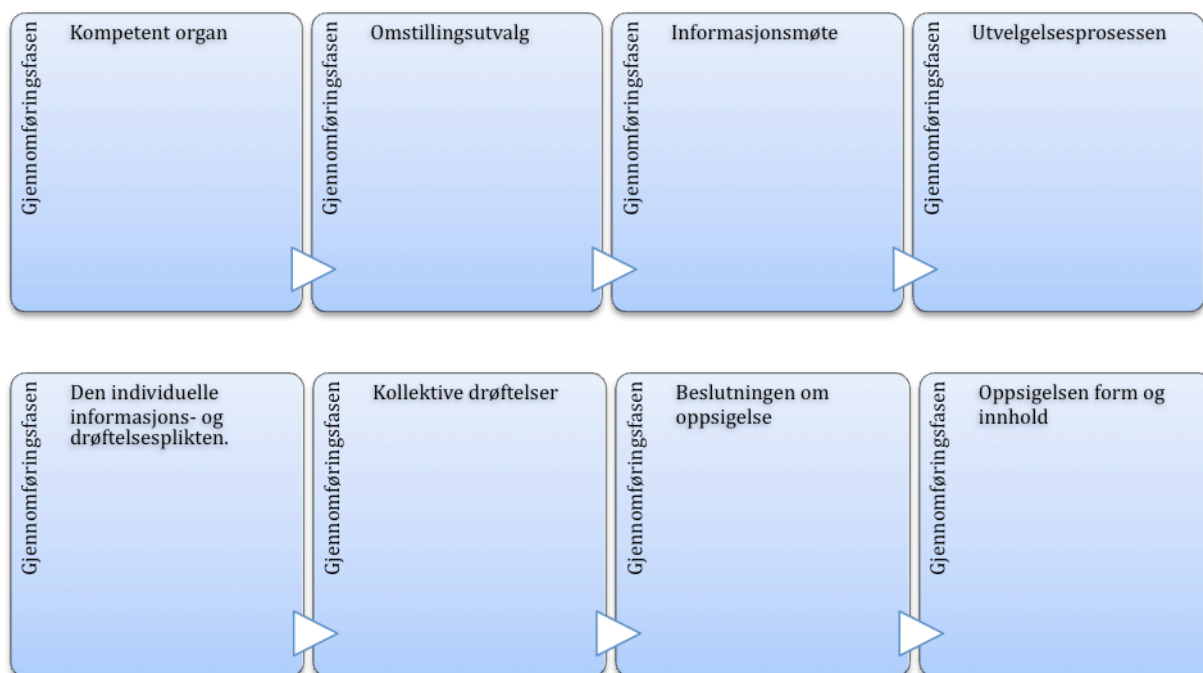 Gjennomføringsfasen
Kompetent organ
Gjennomføringsfasen
Omstillingsutvalg
Gjennomføringsfasen
Informasjonsmøte
Gjennomføringsfasen
Utvelgelsesprosessen
Gjennomføringsfasen
Den individuelle
informasjons- og
drøftelsesplikten.
Gjennomføringsfasen
Kollektive drøftelser
Gjennomføringsfasen
Beslutningen om
oppsigelse
Gjennomføringsfasen
Oppsigelsen form og
innhold